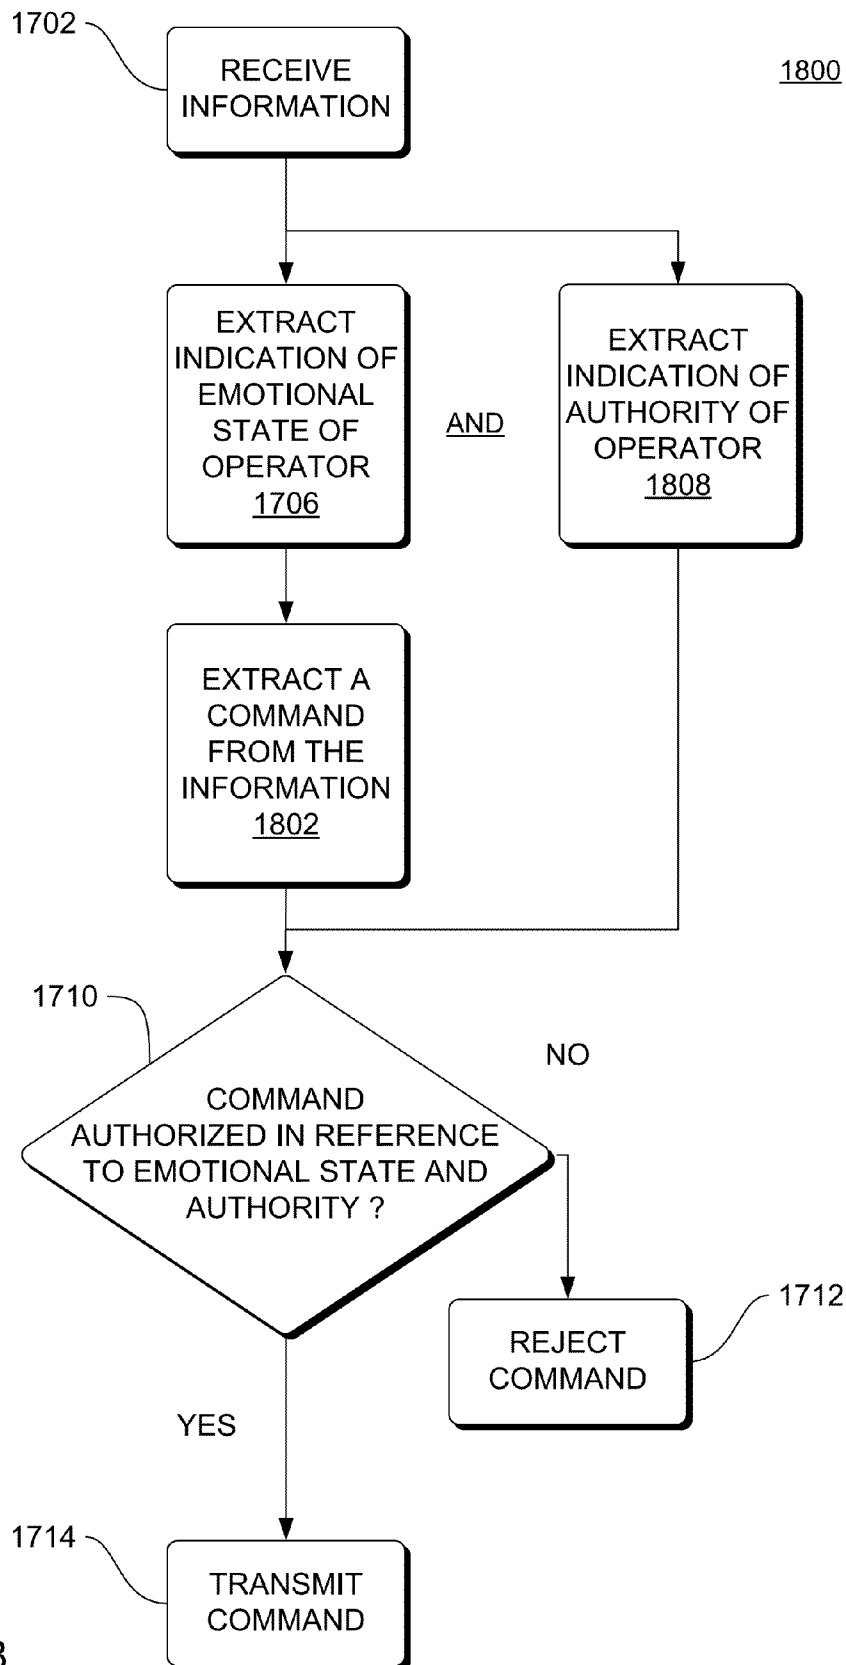 1702
RECEIVE
INFORMATION
1800
EXTRACT
INDICATION OF
EMOTIONAL
STATE OF
OPERATOR
1706
AND
EXTRACT
INDICATION OF
AUTHORITY OF
OPERATOR
1808
EXTRACT A
COMMAND
FROM THE
INFORMATION
1802
1710
NO
COMMAND
AUTHORIZED IN REFERENCE
TO EMOTIONAL STATE AND
AUTHORITY ?
1712
REJECT
COMMAND
YES
1714
TRANSMIT
COMMAND